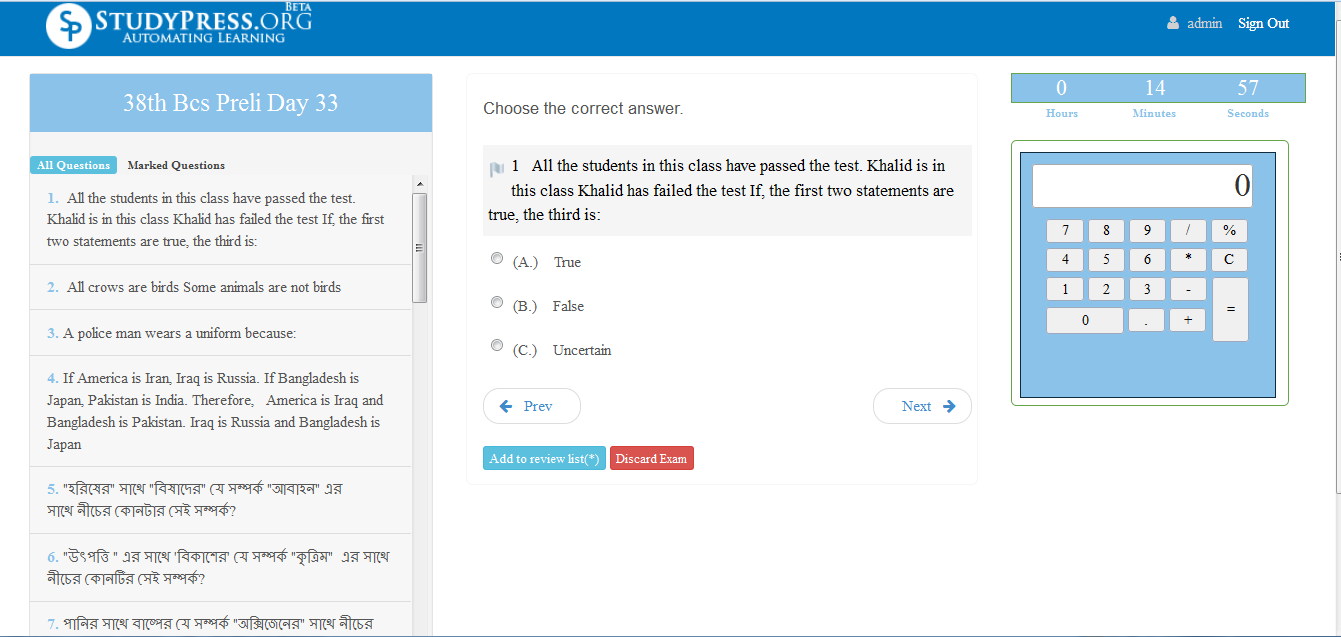 STUDYPRESS.ORG BETA
AUTOMATING LEARNING
admin Sign Out
38th Bcs Preli Day 33
All Questions Marked Questions
1. All the students in this class have passed the test.
Khalid is in this class Khalid has failed the test If, the first
two statements are true, the third is:
2. All crows are birds Some animals are not birds
3. A police man wears a uniform because:
4. If America is Iran, Iraq is Russia. If Bangladesh is
Japan, Pakistan is India. Therefore, America is Iraq and
Bangladesh is Pakistan. Iraq is Russia and Bangladesh is
Japan
5. "হরিষের" সাথে "বিষাদের" যে সম্পর্ক "আবাহন" এর
সাথে নীচের কোনটার সেই সম্পর্ক?
6. "উৎপত্তি " এর সাথে 'বিকাশের' যে সম্পর্ক "কৃত্রিম" এর সাথে
নীচের কোনটির সেই সম্পর্ক?
7. পানির সাথে বাষ্পের যে সম্পর্ক "অক্সিজেনের" সাথে নীচের
Choose the correct answer.
1 All the students in this class have passed the test. Khalid is in
this class Khalid has failed the test If, the first two statements are
true, the third is:
(A.) True
(B.) False
(C.) Uncertain
Prev Next
Add to review list(*) Discard Exam
0 14 57
Hours Minutes Seconds
0
7 8 9 / %
4 5 6 * C
1 2 3 - =
0 . +